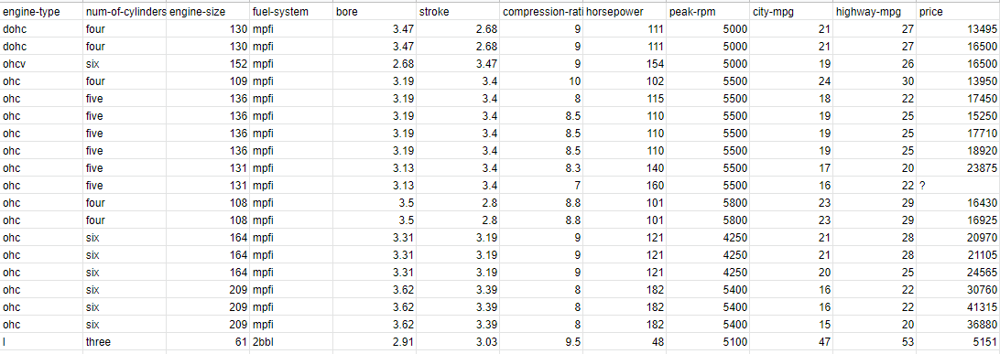 engine-type num-of-cylinders engine-size fuel-system bore stroke compression-rati horsepower peak-rpm city-mpg highway-mpg price
dohc four 130 mpfi 3.47 2.68 9 111 5000 21 27 13495
dohc four 130 mpfi 3.47 2.68 9 111 5000 21 27 16500
ohcv six 152 mpfi 2.68 3.47 9 154 5000 19 26 16500
ohc four 109 mpfi 3.19 3.4 10 102 5500 24 30 13950
ohc five 136 mpfi 3.19 3.4 8 115 5500 18 22 17450
ohc five 136 mpfi 3.19 3.4 8.5 110 5500 19 25 15250
ohc five 136 mpfi 3.19 3.4 8.5 110 5500 19 25 17710
ohc five 136 mpfi 3.19 3.4 8.5 110 5500 19 25 18920
ohc five 131 mpfi 3.13 3.4 8.3 140 5500 17 20 23875
ohc five 131 mpfi 3.13 3.4 7 160 5500 16 22 ?
ohc four 108 mpfi 3.5 2.8 8.8 101 5800 23 29 16430
ohc four 108 mpfi 3.5 2.8 8.8 101 5800 23 29 16925
ohc six 164 mpfi 3.31 3.19 9 121 4250 21 28 20970
ohc six 164 mpfi 3.31 3.19 9 121 4250 21 28 21105
ohc six 164 mpfi 3.31 3.19 9 121 4250 20 25 24565
ohc six 209 mpfi 3.62 3.39 8 182 5400 16 22 30760
ohc six 209 mpfi 3.62 3.39 8 182 5400 16 22 41315
ohc six 209 mpfi 3.62 3.39 8 182 5400 15 20 36880
l three 61 2bbl 2.91 3.03 9.5 48 5100 47 53 5151